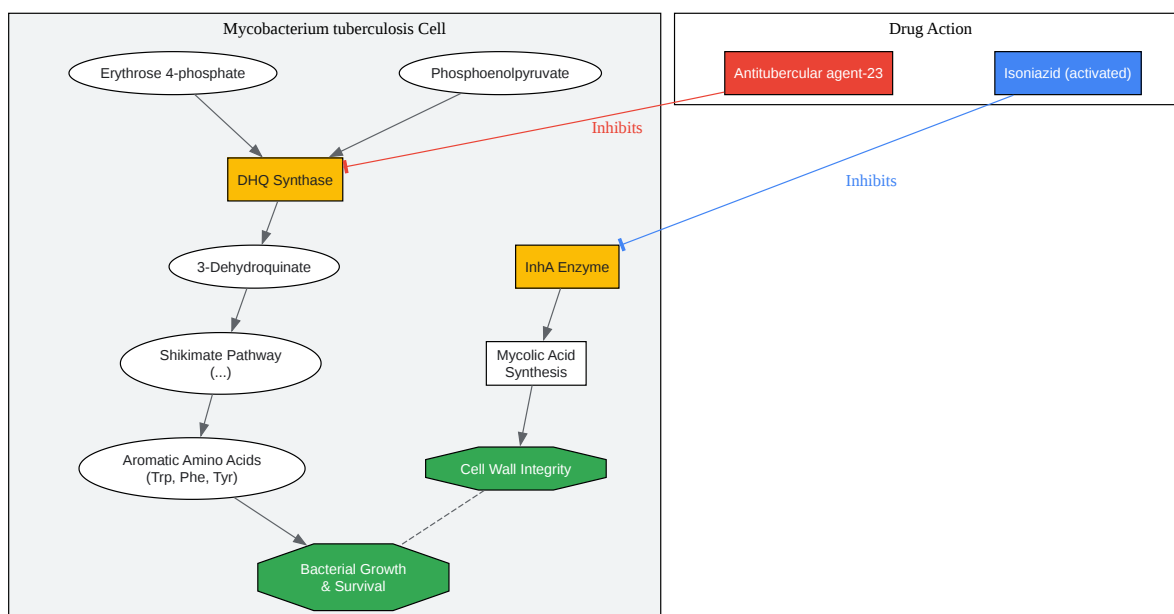 Mycobacterium tuberculosis Cell
Drug Action
Erythrose 4-phosphate
Phosphoenolpyruvate
Antitubercular agent-23
Isoniazid (activated)
Inhibits
DHQ Synthase
Inhibits
3-Dehydroquinate
InhA Enzyme
Shikimate Pathway
(...)
Mycolic Acid
Synthesis
Aromatic Amino Acids
(Trp, Phe, Tyr)
Cell Wall Integrity
Bacterial Growth
& Survival